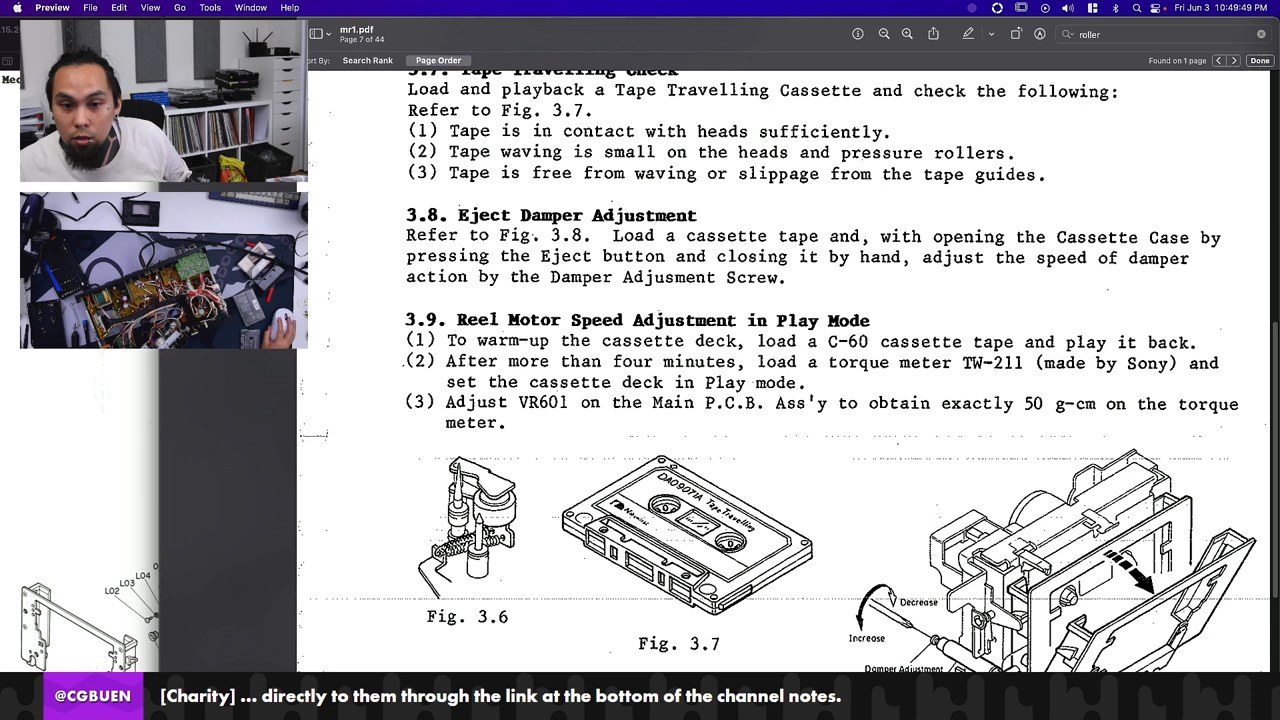 Preview File Edit View Go Tools Window Help
Fri Jun 3 10:49:49 PM
mr1.pdf
Page 7 of 44
roller
Sort By: Search Rank Page Order
Found on 1 page
Done
3.7. Tape Travelling Check
Load and playback a Tape Travelling Cassette and check the following:
Refer to Fig. 3.7.
(1) Tape is in contact with heads sufficiently.
(2) Tape waving is small on the heads and pressure rollers.
(3) Tape is free from waving or slippage from the tape guides.
3.8. Eject Damper Adjustment
Refer to Fig. 3.8. Load a cassette tape and, with opening the Cassette Case by
pressing the Eject button and closing it by hand, adjust the speed of damper
action by the Damper Adjusment Screw.
3.9. Reel Motor Speed Adjustment in Play Mode
(1) To warm-up the cassette deck, load a C-60 cassette tape and play it back.
(2) After more than four minutes, load a torque meter TW-211 (made by Sony) and
set the cassette deck in Play mode.
(3) Adjust VR601 on the Main P.C.B. Ass'y to obtain exactly 50 g-cm on the torque
meter.
DA09071A Tape Travelling
Fig. 3.6
Fig. 3.7
Decrease
Increase
Damper Adjustment
L04
L03
L02
@CGBUEN
[Charity] ... directly to them through the link at the bottom of the channel notes.